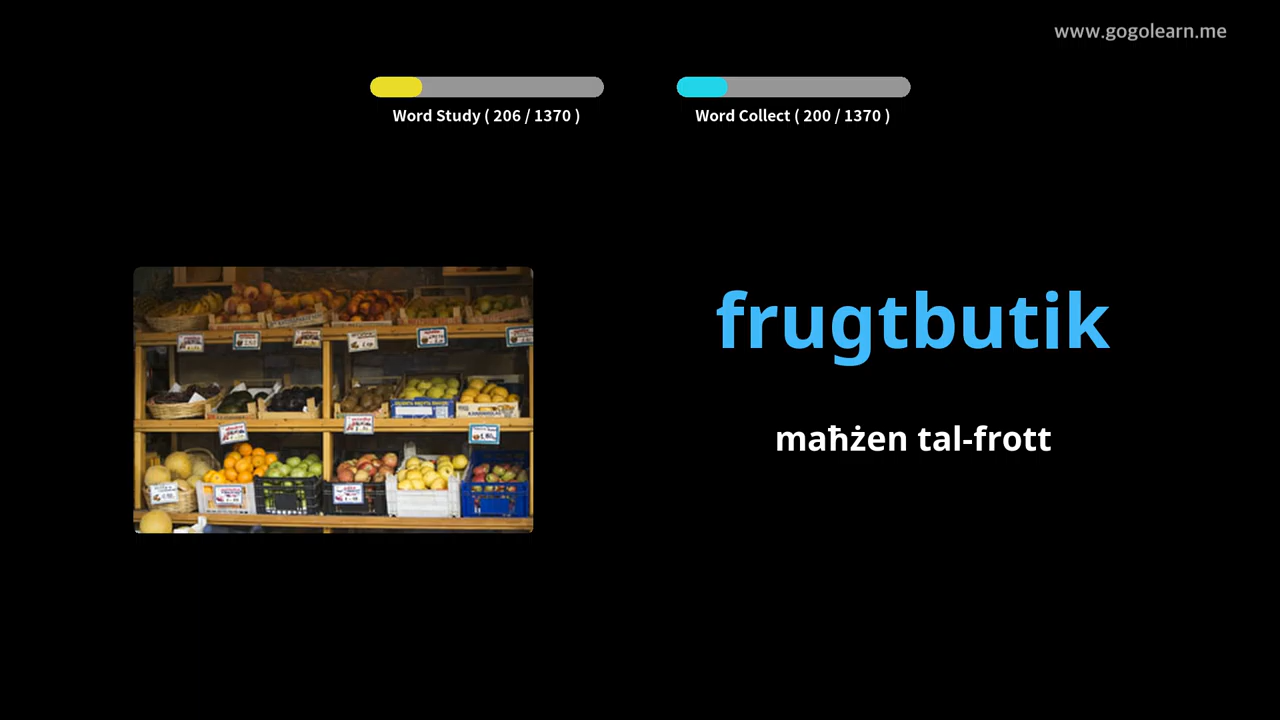 www.gogolearn.me
Word Study ( 206 / 1370 )
Word Collect ( 200 / 1370 )
frugtbutik
maħżen tal-frott